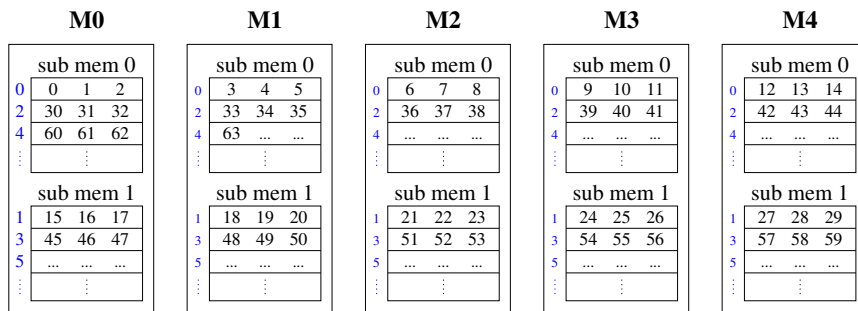 M0 M1 M2 M3 M4
sub mem 0 sub mem 0 sub mem 0 sub mem 0 sub mem 0
0 0 1 2 0 3 4 5 0 6 7 8 0 9 10 11 0 12 13 14
2 30 31 32 2 33 34 35 2 36 37 38 2 39 40 41 2 42 43 44
4 60 61 62 4 63 ... ... 4 ... ... ... 4 ... ... ... 4 ... ... ...
⋮ ⋮ ⋮ ⋮ ⋮ ⋮ ⋮ ⋮ ⋮ ⋮
sub mem 1 sub mem 1 sub mem 1 sub mem 1 sub mem 1
1 15 16 17 1 18 19 20 1 21 22 23 1 24 25 26 1 27 28 29
3 45 46 47 3 48 49 50 3 51 52 53 3 54 55 56 3 57 58 59
5 ... ... ... 5 ... ... ... 5 ... ... ... 5 ... ... ... 5 ... ... ...
⋮ ⋮ ⋮ ⋮ ⋮ ⋮ ⋮ ⋮ ⋮ ⋮